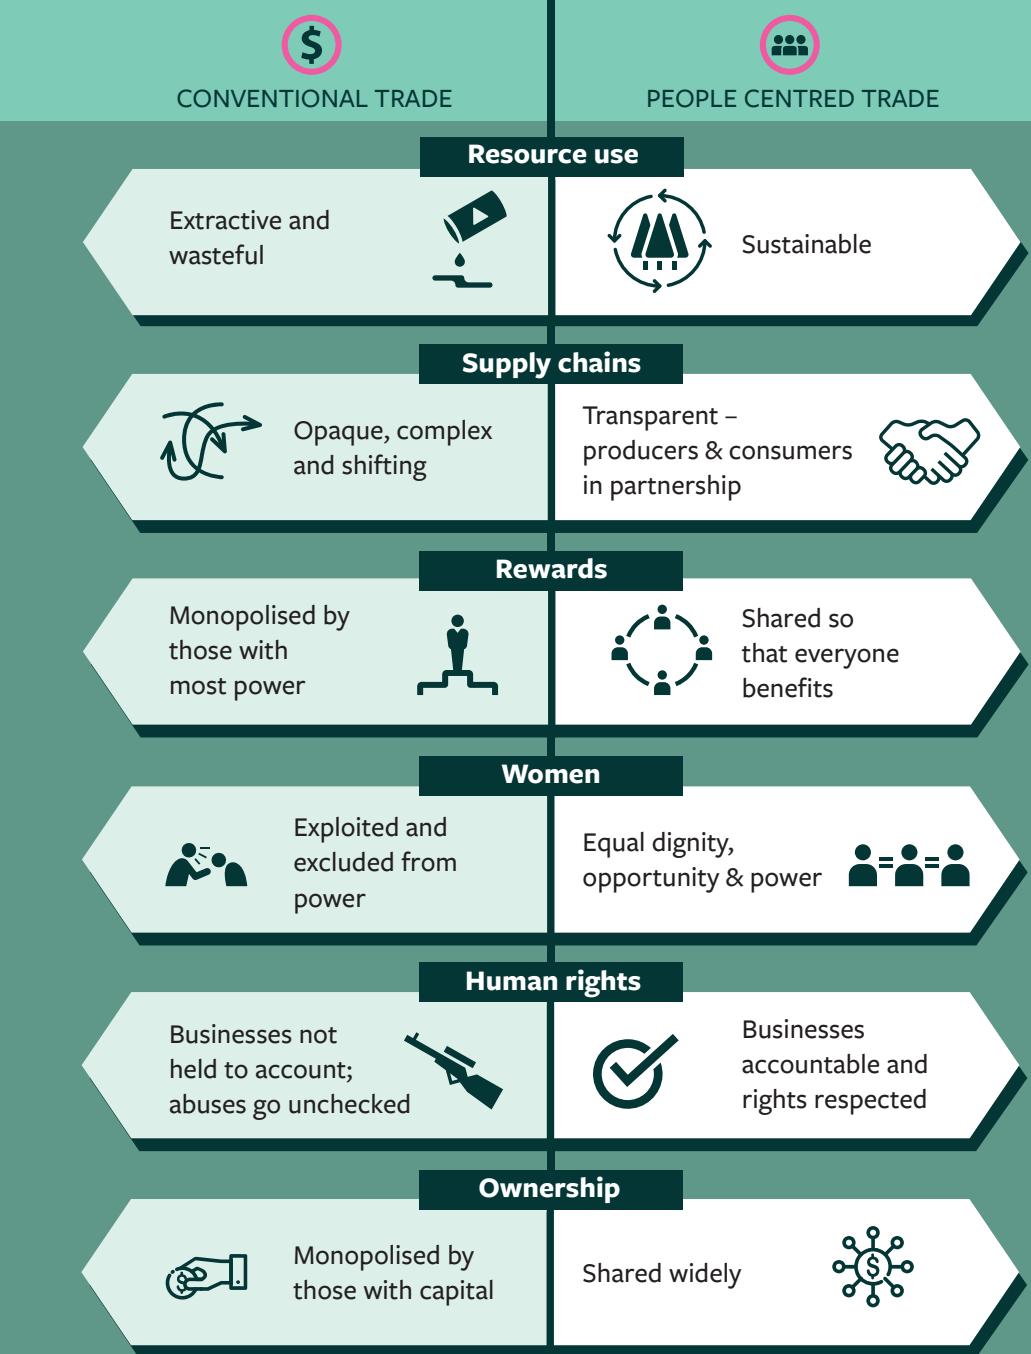 $
CONVENTIONAL TRADE
PEOPLE CENTRED TRADE
Resource use
Extractive and
wasteful
Sustainable
Supply chains
Opaque, complex
and shifting
Transparent –
producers & consumers
in partnership
Rewards
Monopolised by
those with
most power
Shared so
that everyone
benefits
Women
Exploited and
excluded from
power
Equal dignity,
opportunity & power
Human rights
Businesses not
held to account;
abuses go unchecked
Businesses
accountable and
rights respected
Ownership
$
Monopolised by
those with capital
Shared widely
$